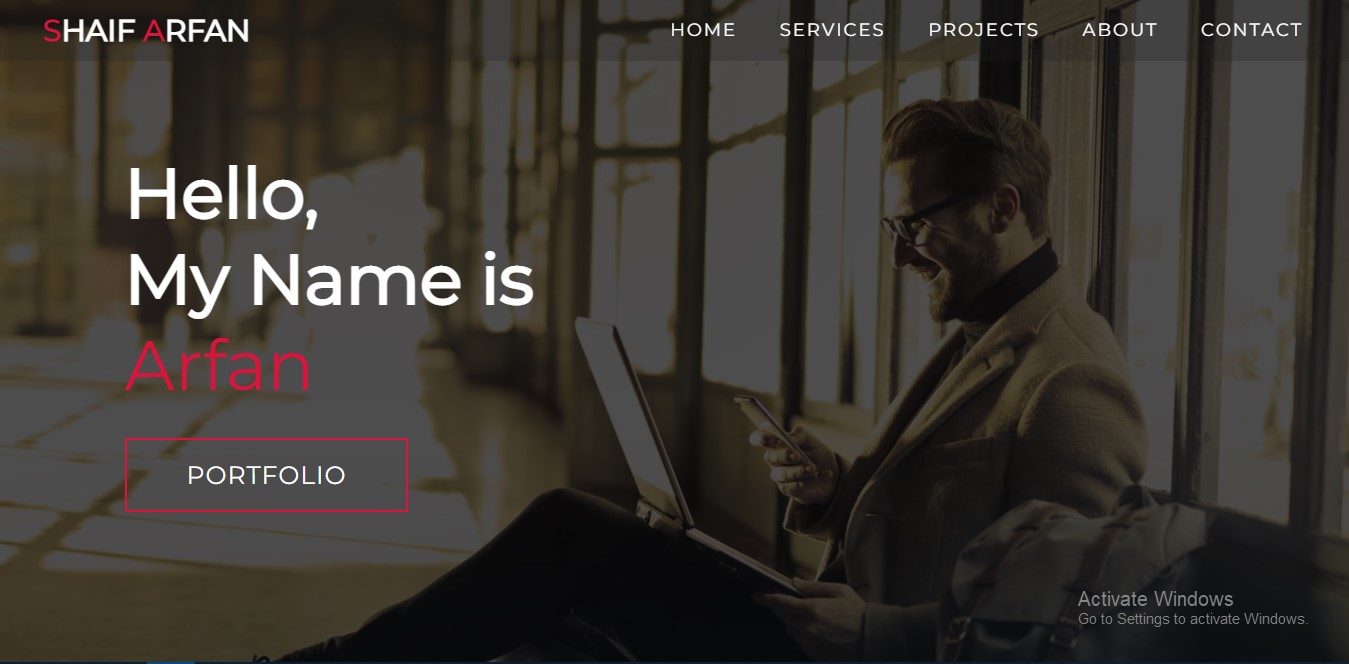 SHAIF ARFAN
HOME SERVICES PROJECTS ABOUT CONTACT
Hello,
My Name is
Arfan
PORTFOLIO
Activate Windows
Go to Settings to activate Windows.